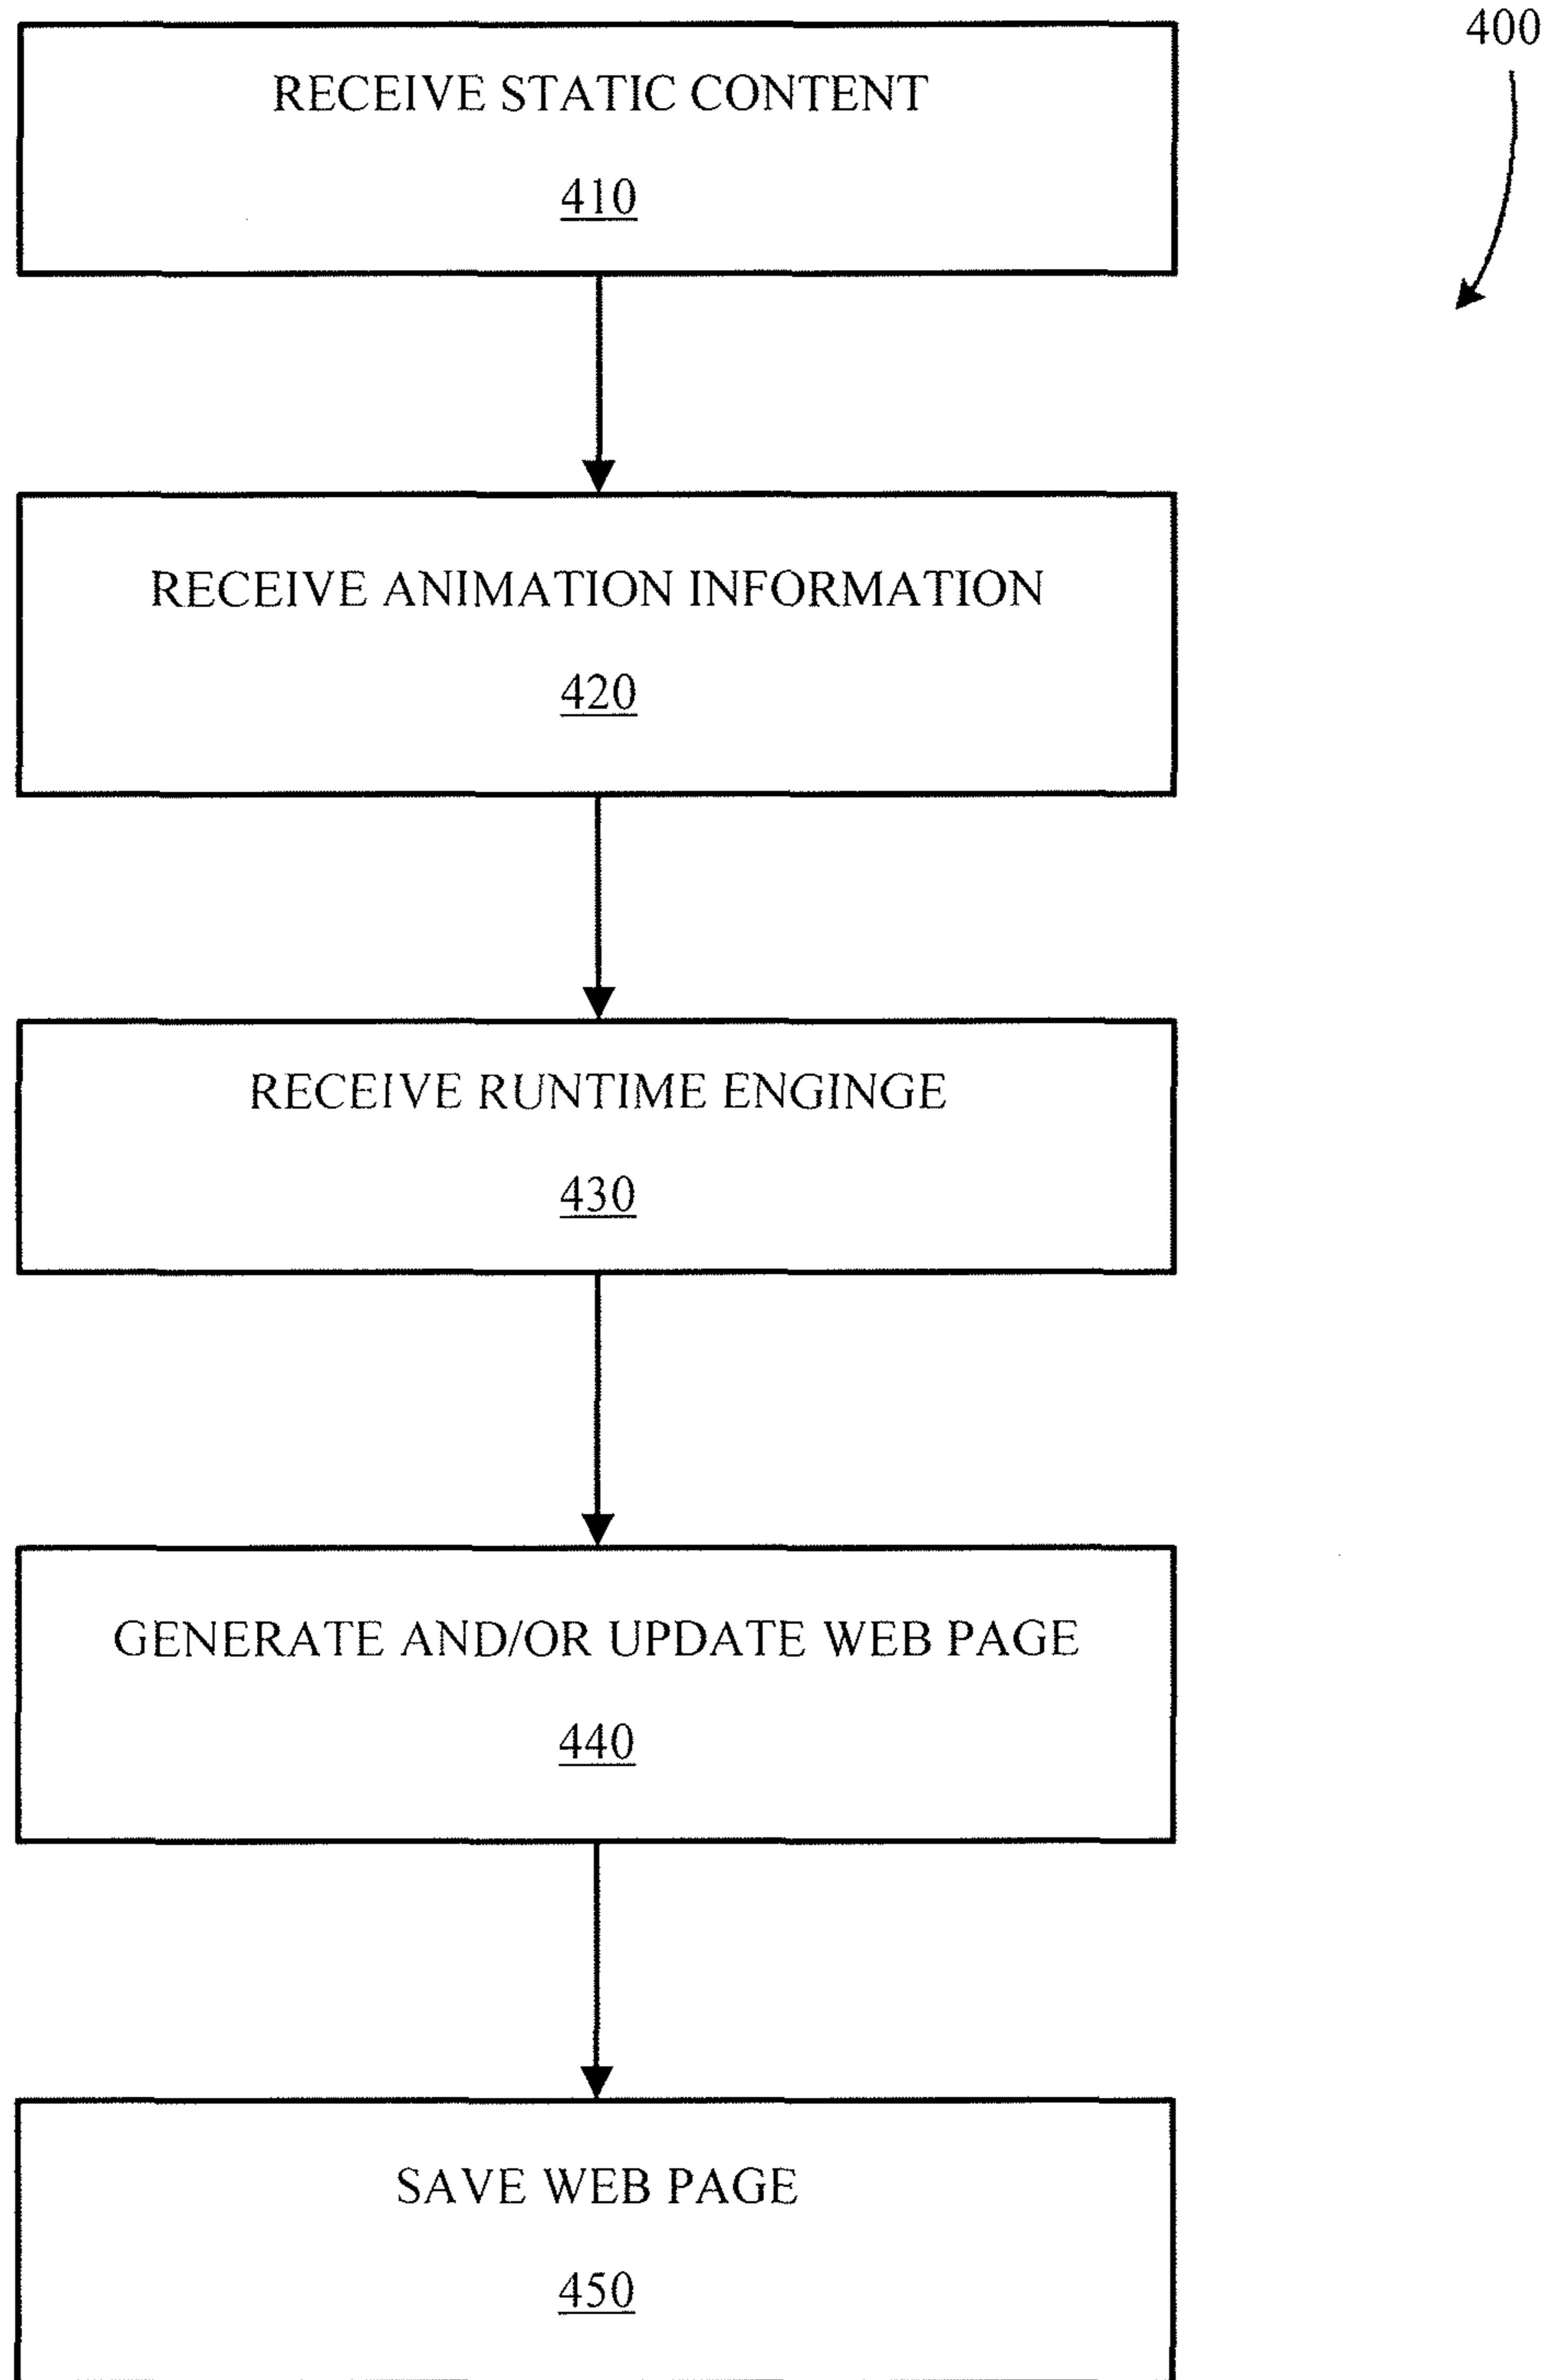 400
RECEIVE STATIC CONTENT
410
RECEIVE ANIMATION INFORMATION
420
RECEIVE RUNTIME ENGINGE
430
GENERATE AND/OR UPDATE WEB PAGE
440
SAVE WEB PAGE
450